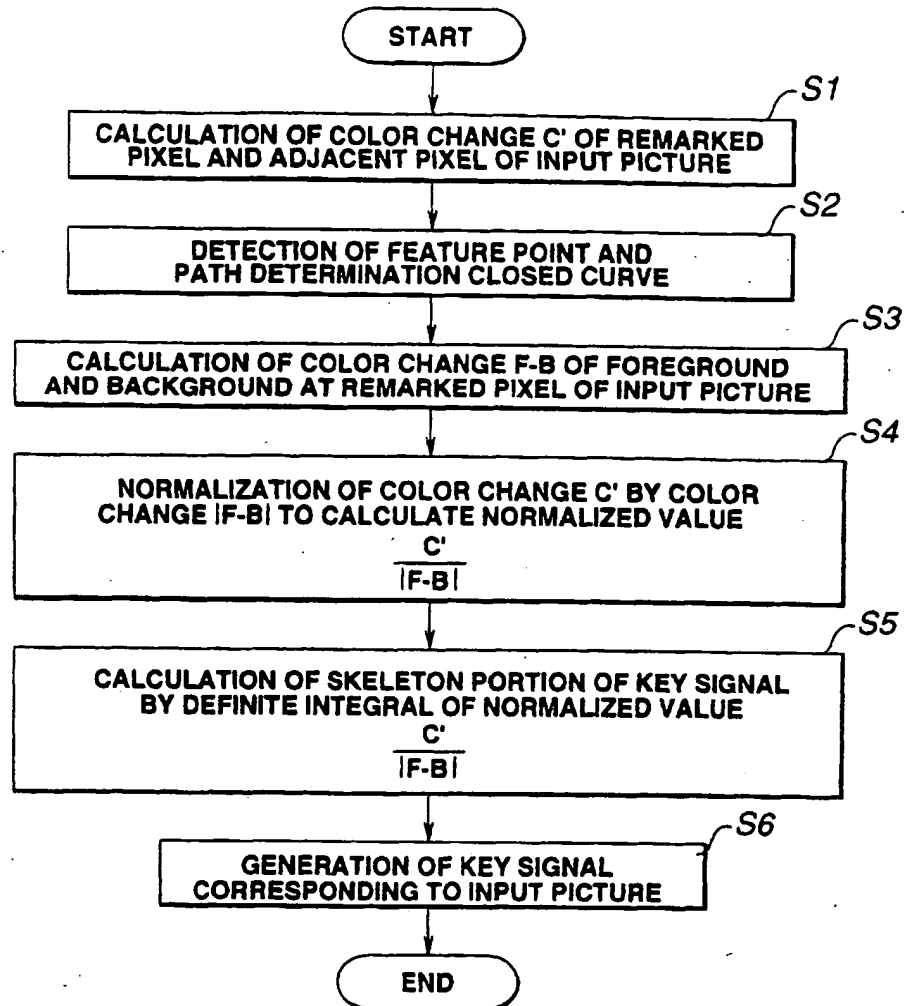 START
S1
CALCULATION OF COLOR CHANGE C' OF REMARKED
PIXEL AND ADJACENT PIXEL OF INPUT PICTURE
S2
DETECTION OF FEATURE POINT AND
PATH DETERMINATION CLOSED CURVE
S3
CALCULATION OF COLOR CHANGE F-B OF FOREGROUND
AND BACKGROUND AT REMARKED PIXEL OF INPUT PICTURE
S4
NORMALIZATION OF COLOR CHANGE C' BY COLOR
CHANGE |F-B| TO CALCULATE NORMALIZED VALUE
C'
|F-B|
S5
CALCULATION OF SKELETON PORTION OF KEY SIGNAL
BY DEFINITE INTEGRAL OF NORMALIZED VALUE
C'
|F-B|
S6
GENERATION OF KEY SIGNAL
CORRESPONDING TO INPUT PICTURE
END